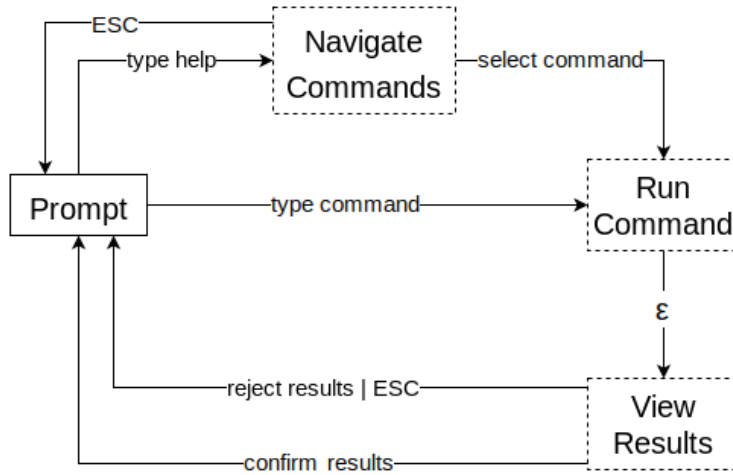 ESC
Navigate
Commands
type help
select command
Prompt
type command
Run
Command
ε
reject results | ESC
View
Results
confirm results